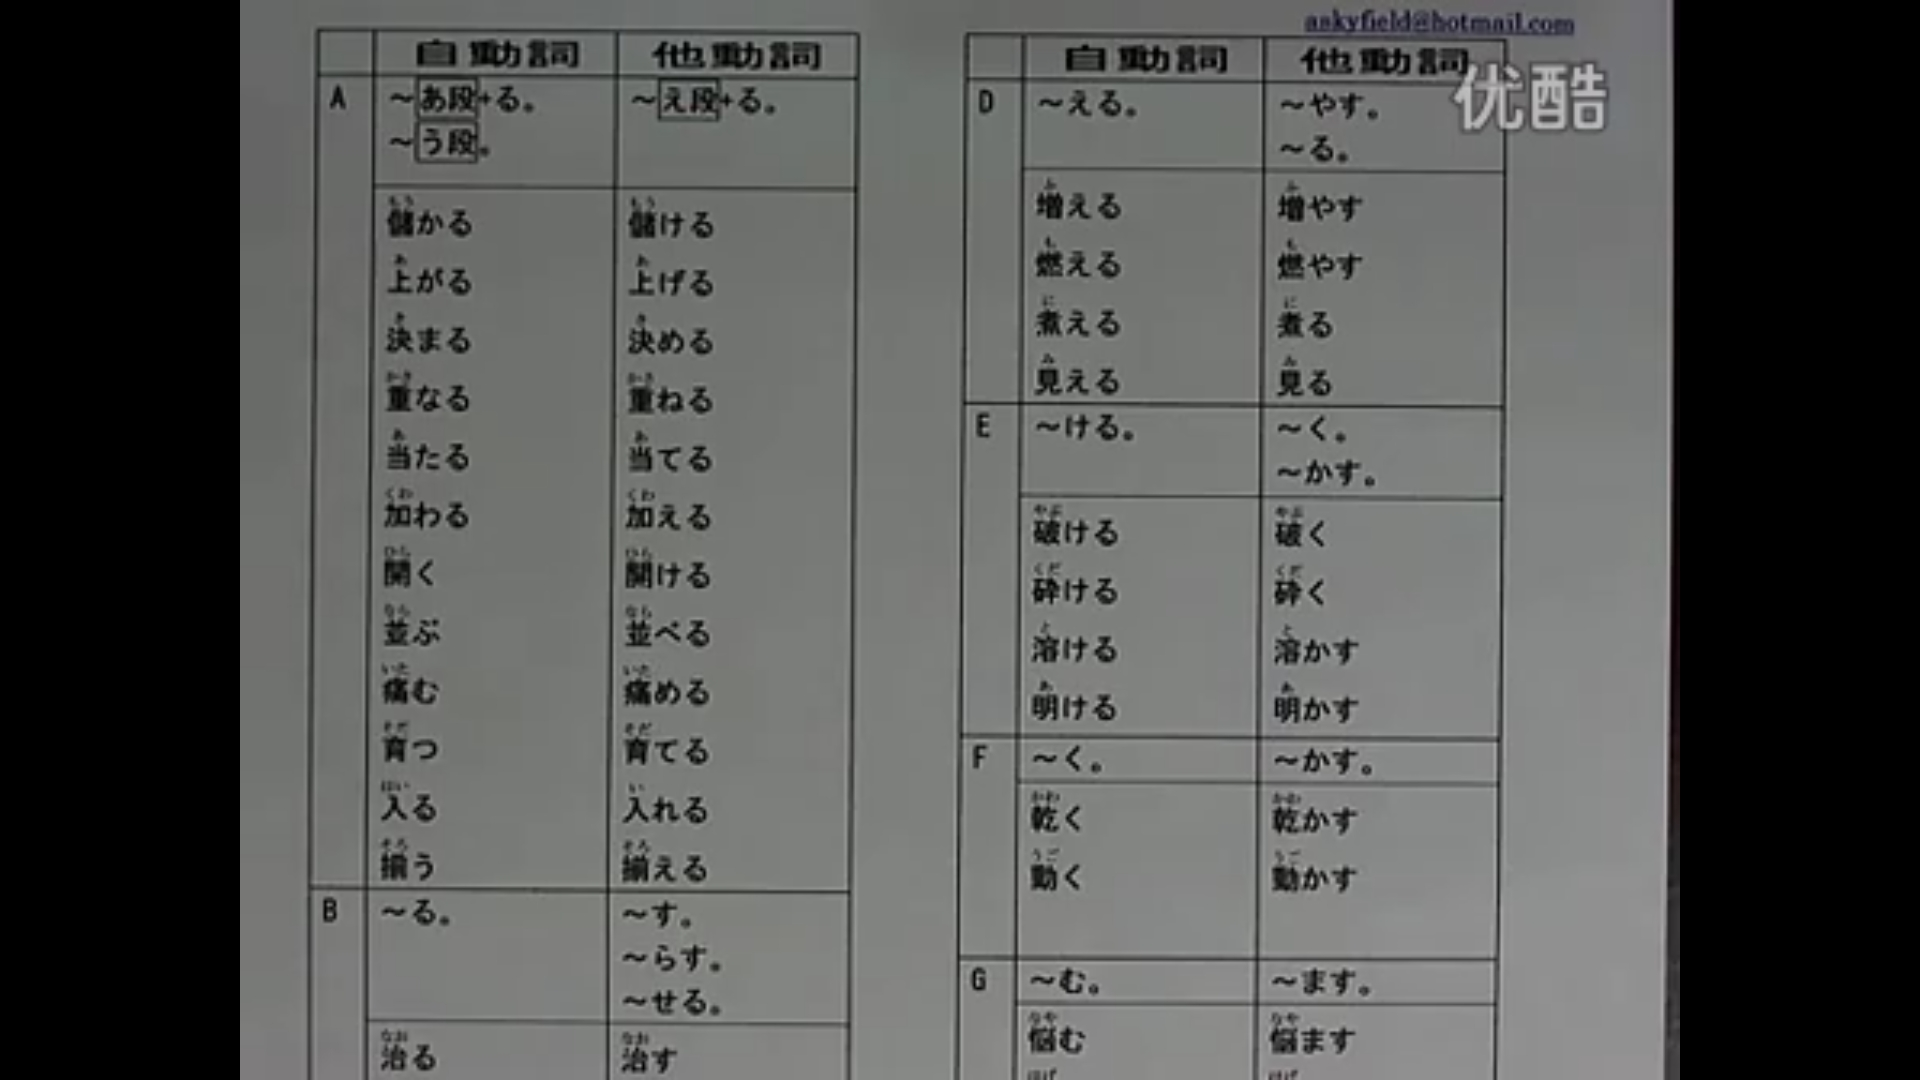 askyfield@hotmail.com
优酷
自動詞 他動詞
A ～あ段+る。 ～え段+る。
～う段。
儲かる 儲ける
上がる 上げる
決まる 決める
重なる 重ねる
当たる 当てる
加わる 加える
開く 開ける
並ぶ 並べる
痛む 痛める
育つ 育てる
入る 入れる
揃う 揃える
B ～る。 ～す。
～らす。
～せる。
治る 治す
自動詞 他動詞
D ～える。 ～やす。
～る。
増える 増やす
燃える 燃やす
煮える 煮る
見える 見る
E ～ける。 ～く。
～かす。
破ける 破く
砕ける 砕く
溶ける 溶かす
明ける 明かす
F ～く。 ～かす。
乾く 乾かす
動く 動かす
G ～む。 ～ます。
悩む 悩ます